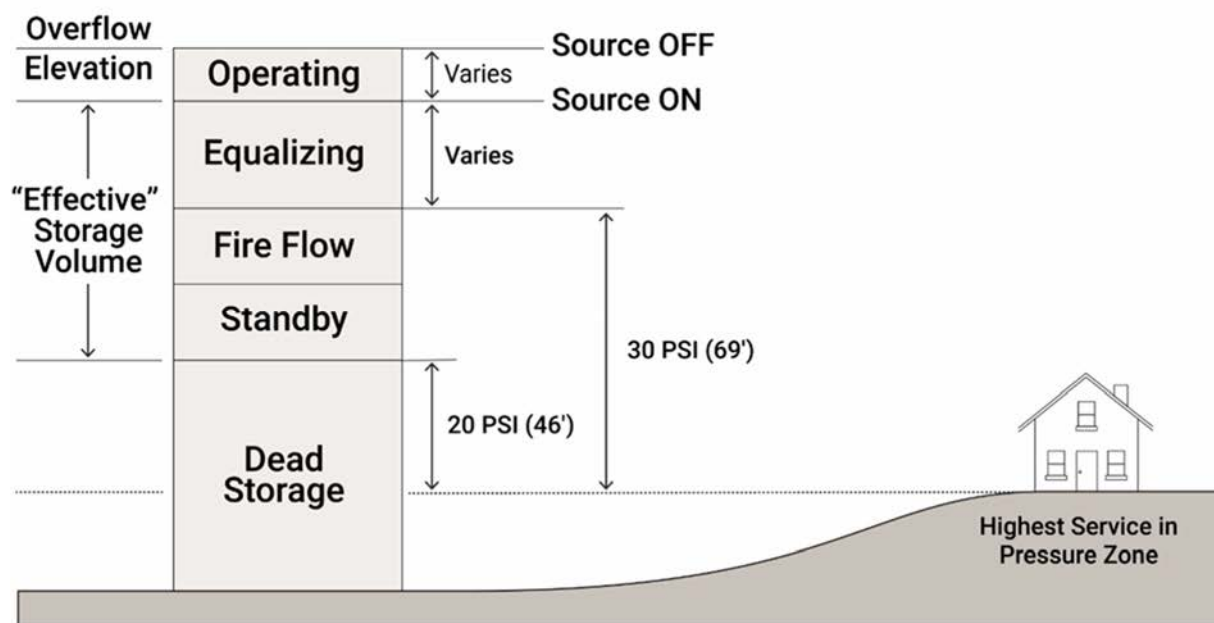 Overflow
Elevation
Operating
Varies
Source OFF
Source ON
Equalizing
Varies
“Effective”
Storage
Volume
Fire Flow
Standby
30 PSI (69')
20 PSI (46')
Dead
Storage
Highest Service in
Pressure Zone